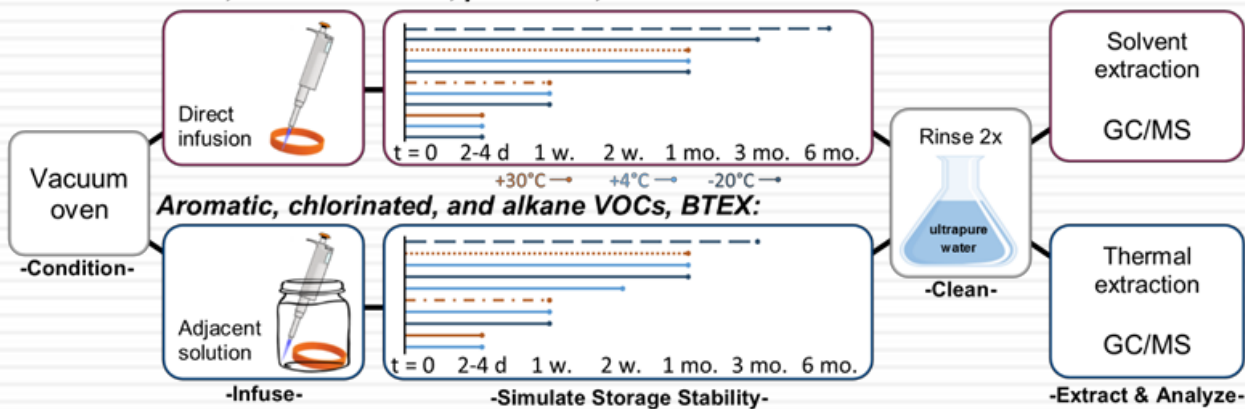 Direct
infusion
t = 0 2-4 d 1 w. 2 w. 1 mo. 3 mo. 6 mo.
+30°C +4°C -20°C
Solvent
extraction
GC/MS
Vacuum
oven
-Condition-
Rinse 2x
ultrapure
water
-Clean-
Aromatic, chlorinated, and alkane VOCs, BTEX:
Adjacent
solution
-Infuse-
t = 0 2-4 d 1 w. 2 w. 1 mo. 3 mo. 6 mo.
-Simulate Storage Stability-
Thermal
extraction
GC/MS
-Extract & Analyze-